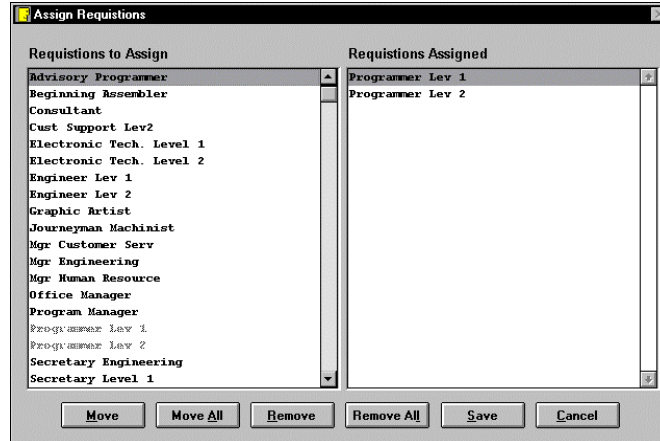 Assign Requistions
Requistions to Assign
Advisory Programmer
Beginning Assembler
Consultant
Cust Support Lev2
Electronic Tech. Level 1
Electronic Tech. Level 2
Engineer Lev 1
Engineer Lev 2
Graphic Artist
Journeyman Machinist
Mgr Customer Serv
Mgr Engineering
Mgr Human Resource
Office Manager
Program Manager
Programmer Lev 1
Programmer Lev 2
Secretary Engineering
Secretary Level 1
Requistions Assigned
Programmer Lev 1
Programmer Lev 2
Move
Move All
Remove
Remove All
Save
Cancel